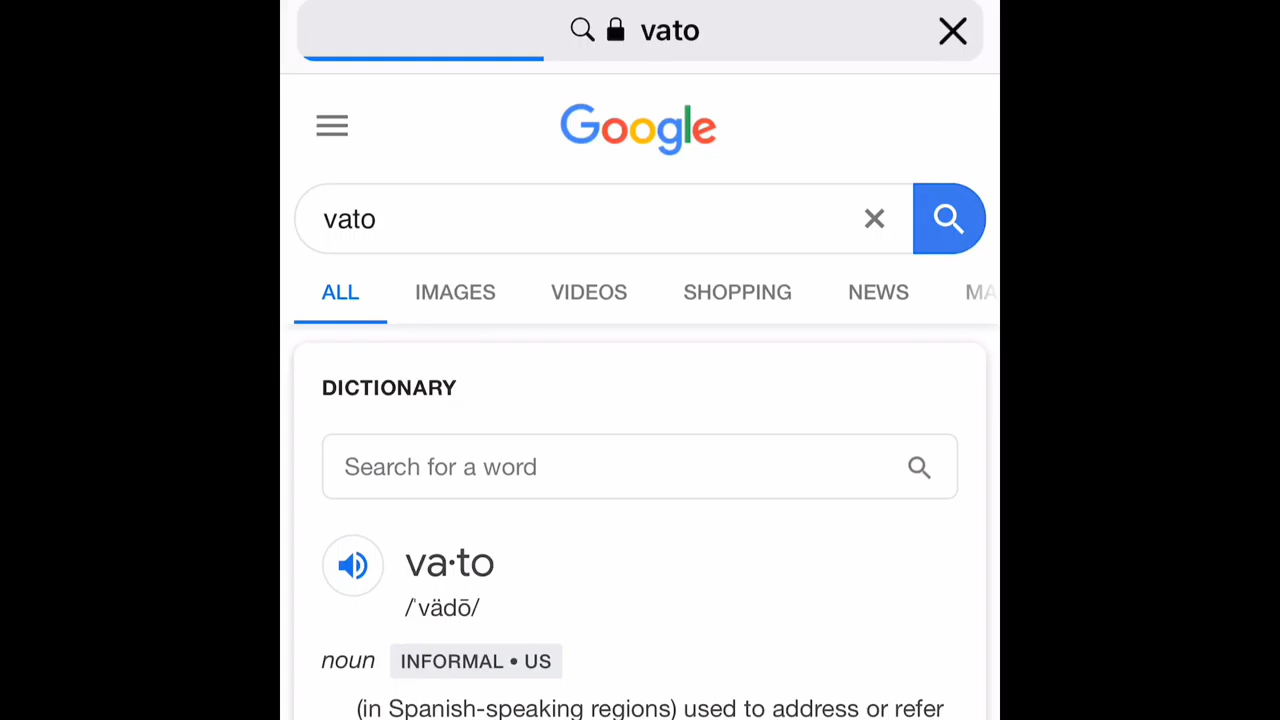 vato
Google
vato
ALL IMAGES VIDEOS SHOPPING NEWS MA
DICTIONARY
Search for a word
va·to
/ˈvädō/
noun INFORMAL • US
(in Spanish-speaking regions) used to address or refer